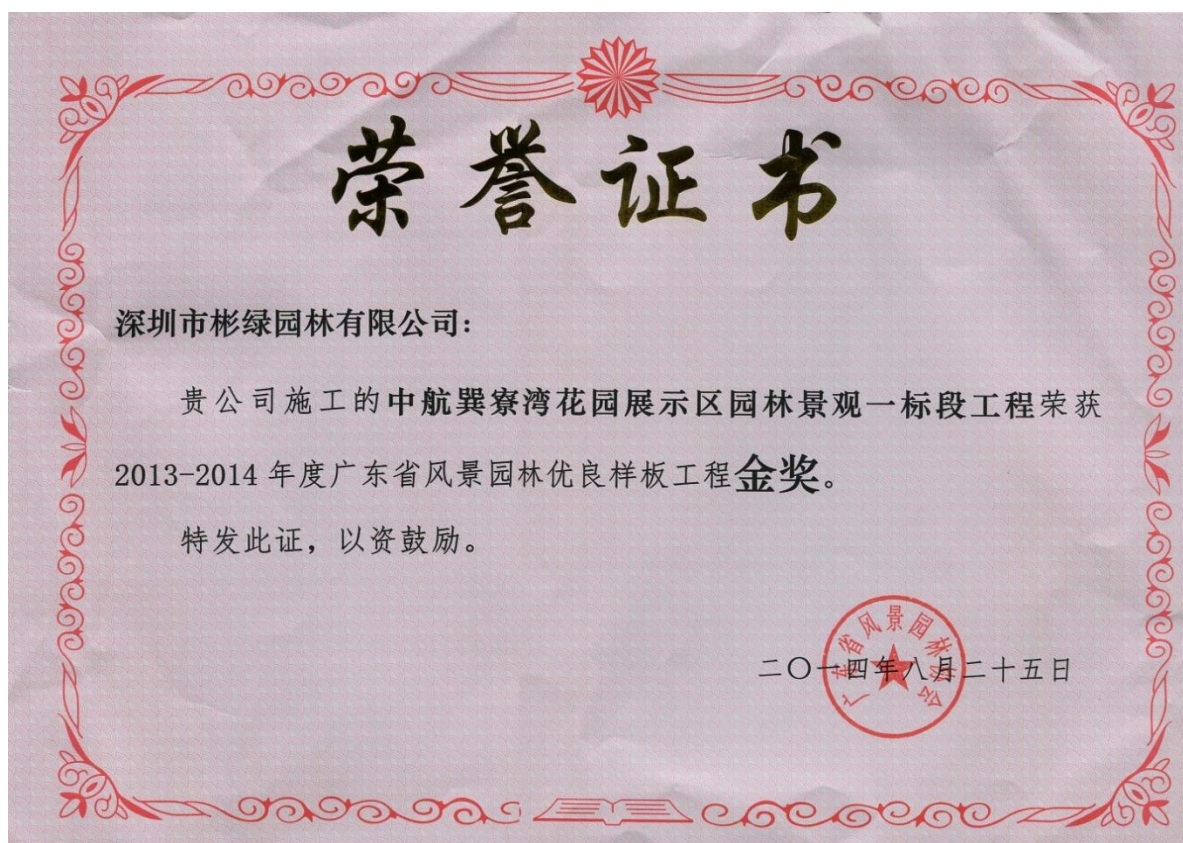 荣誉证书
深圳市彬绿园林有限公司：
贵公司施工的中航巽寮湾花园展示区园林景观一标段工程荣获
2013-2014年度广东省风景园林优良样板工程金奖。
特发此证，以资鼓励。
二〇一四年八月二十五日
广东省风景园林协会